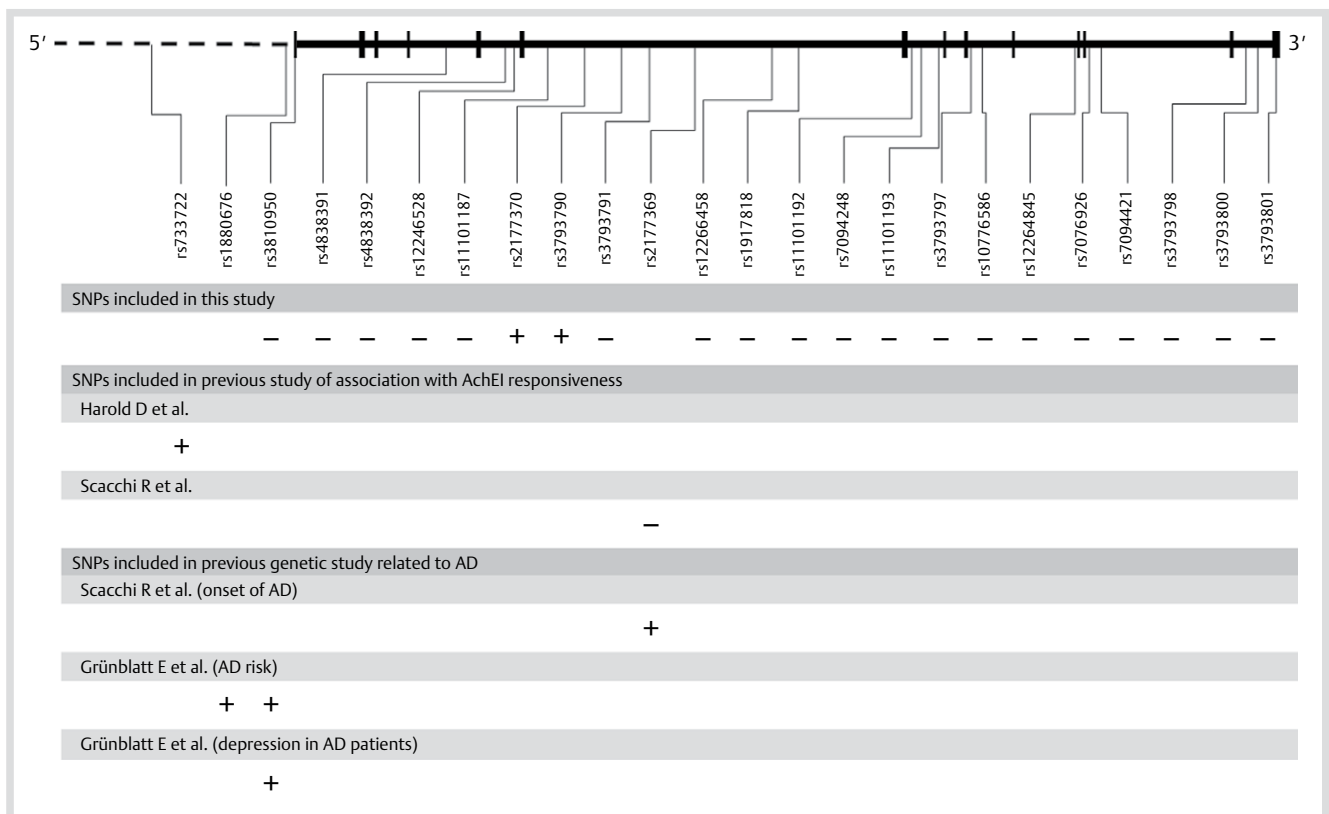 5′ 3′
rs733722
rs1880676
rs3810950
rs4838391
rs4838392
rs12246528
rs11101187
rs2177370
rs3793790
rs3793791
rs2177369
rs12266458
rs1917818
rs11101192
rs7094248
rs11101193
rs3793797
rs10776586
rs12264845
rs7076926
rs7094421
rs3793798
rs3793800
rs3793801
SNPs included in this study
− − − − − + + − − − − − − − − − − − − − −
SNPs included in previous study of association with AchEI responsiveness
Harold D et al.
+
Scacchi R et al.
−
SNPs included in previous genetic study related to AD
Scacchi R et al. (onset of AD)
+
Grünblatt E et al. (AD risk)
+ +
Grünblatt E et al. (depression in AD patients)
+